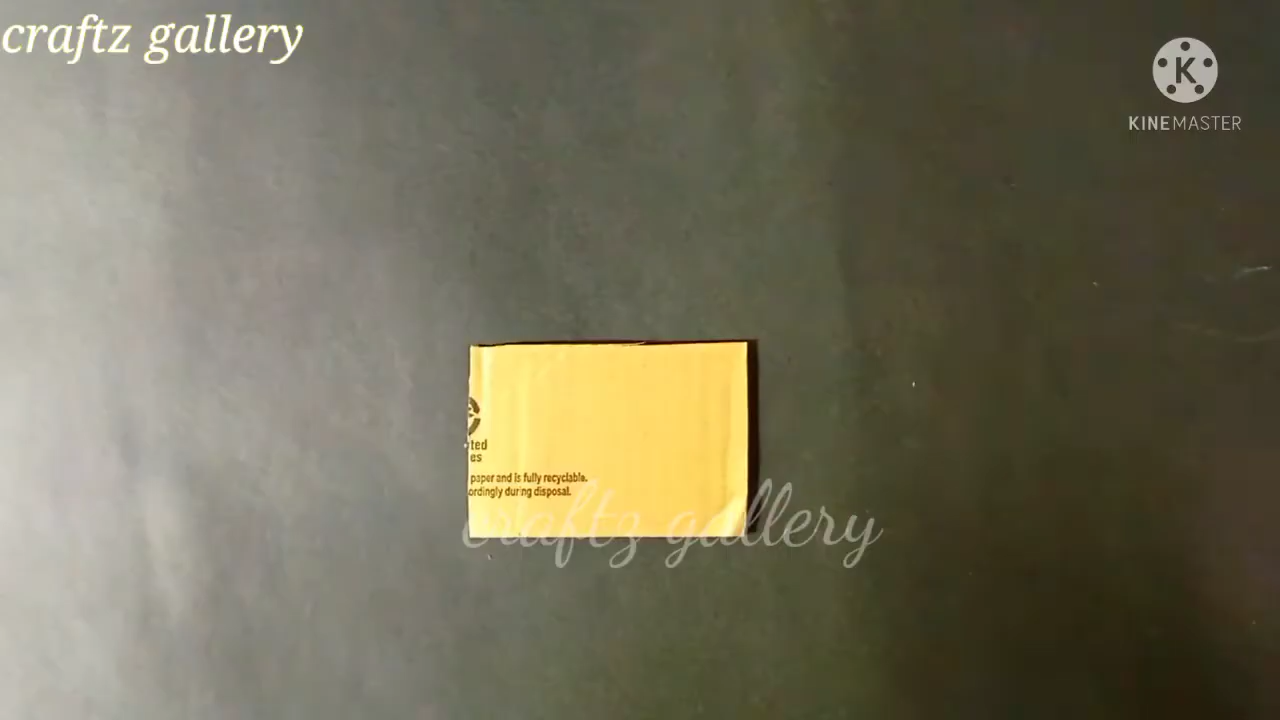 craftz gallery
KINEMASTER
ted
es
paper and is fully recyclable.
ordingly during disposal.
craftz gallery